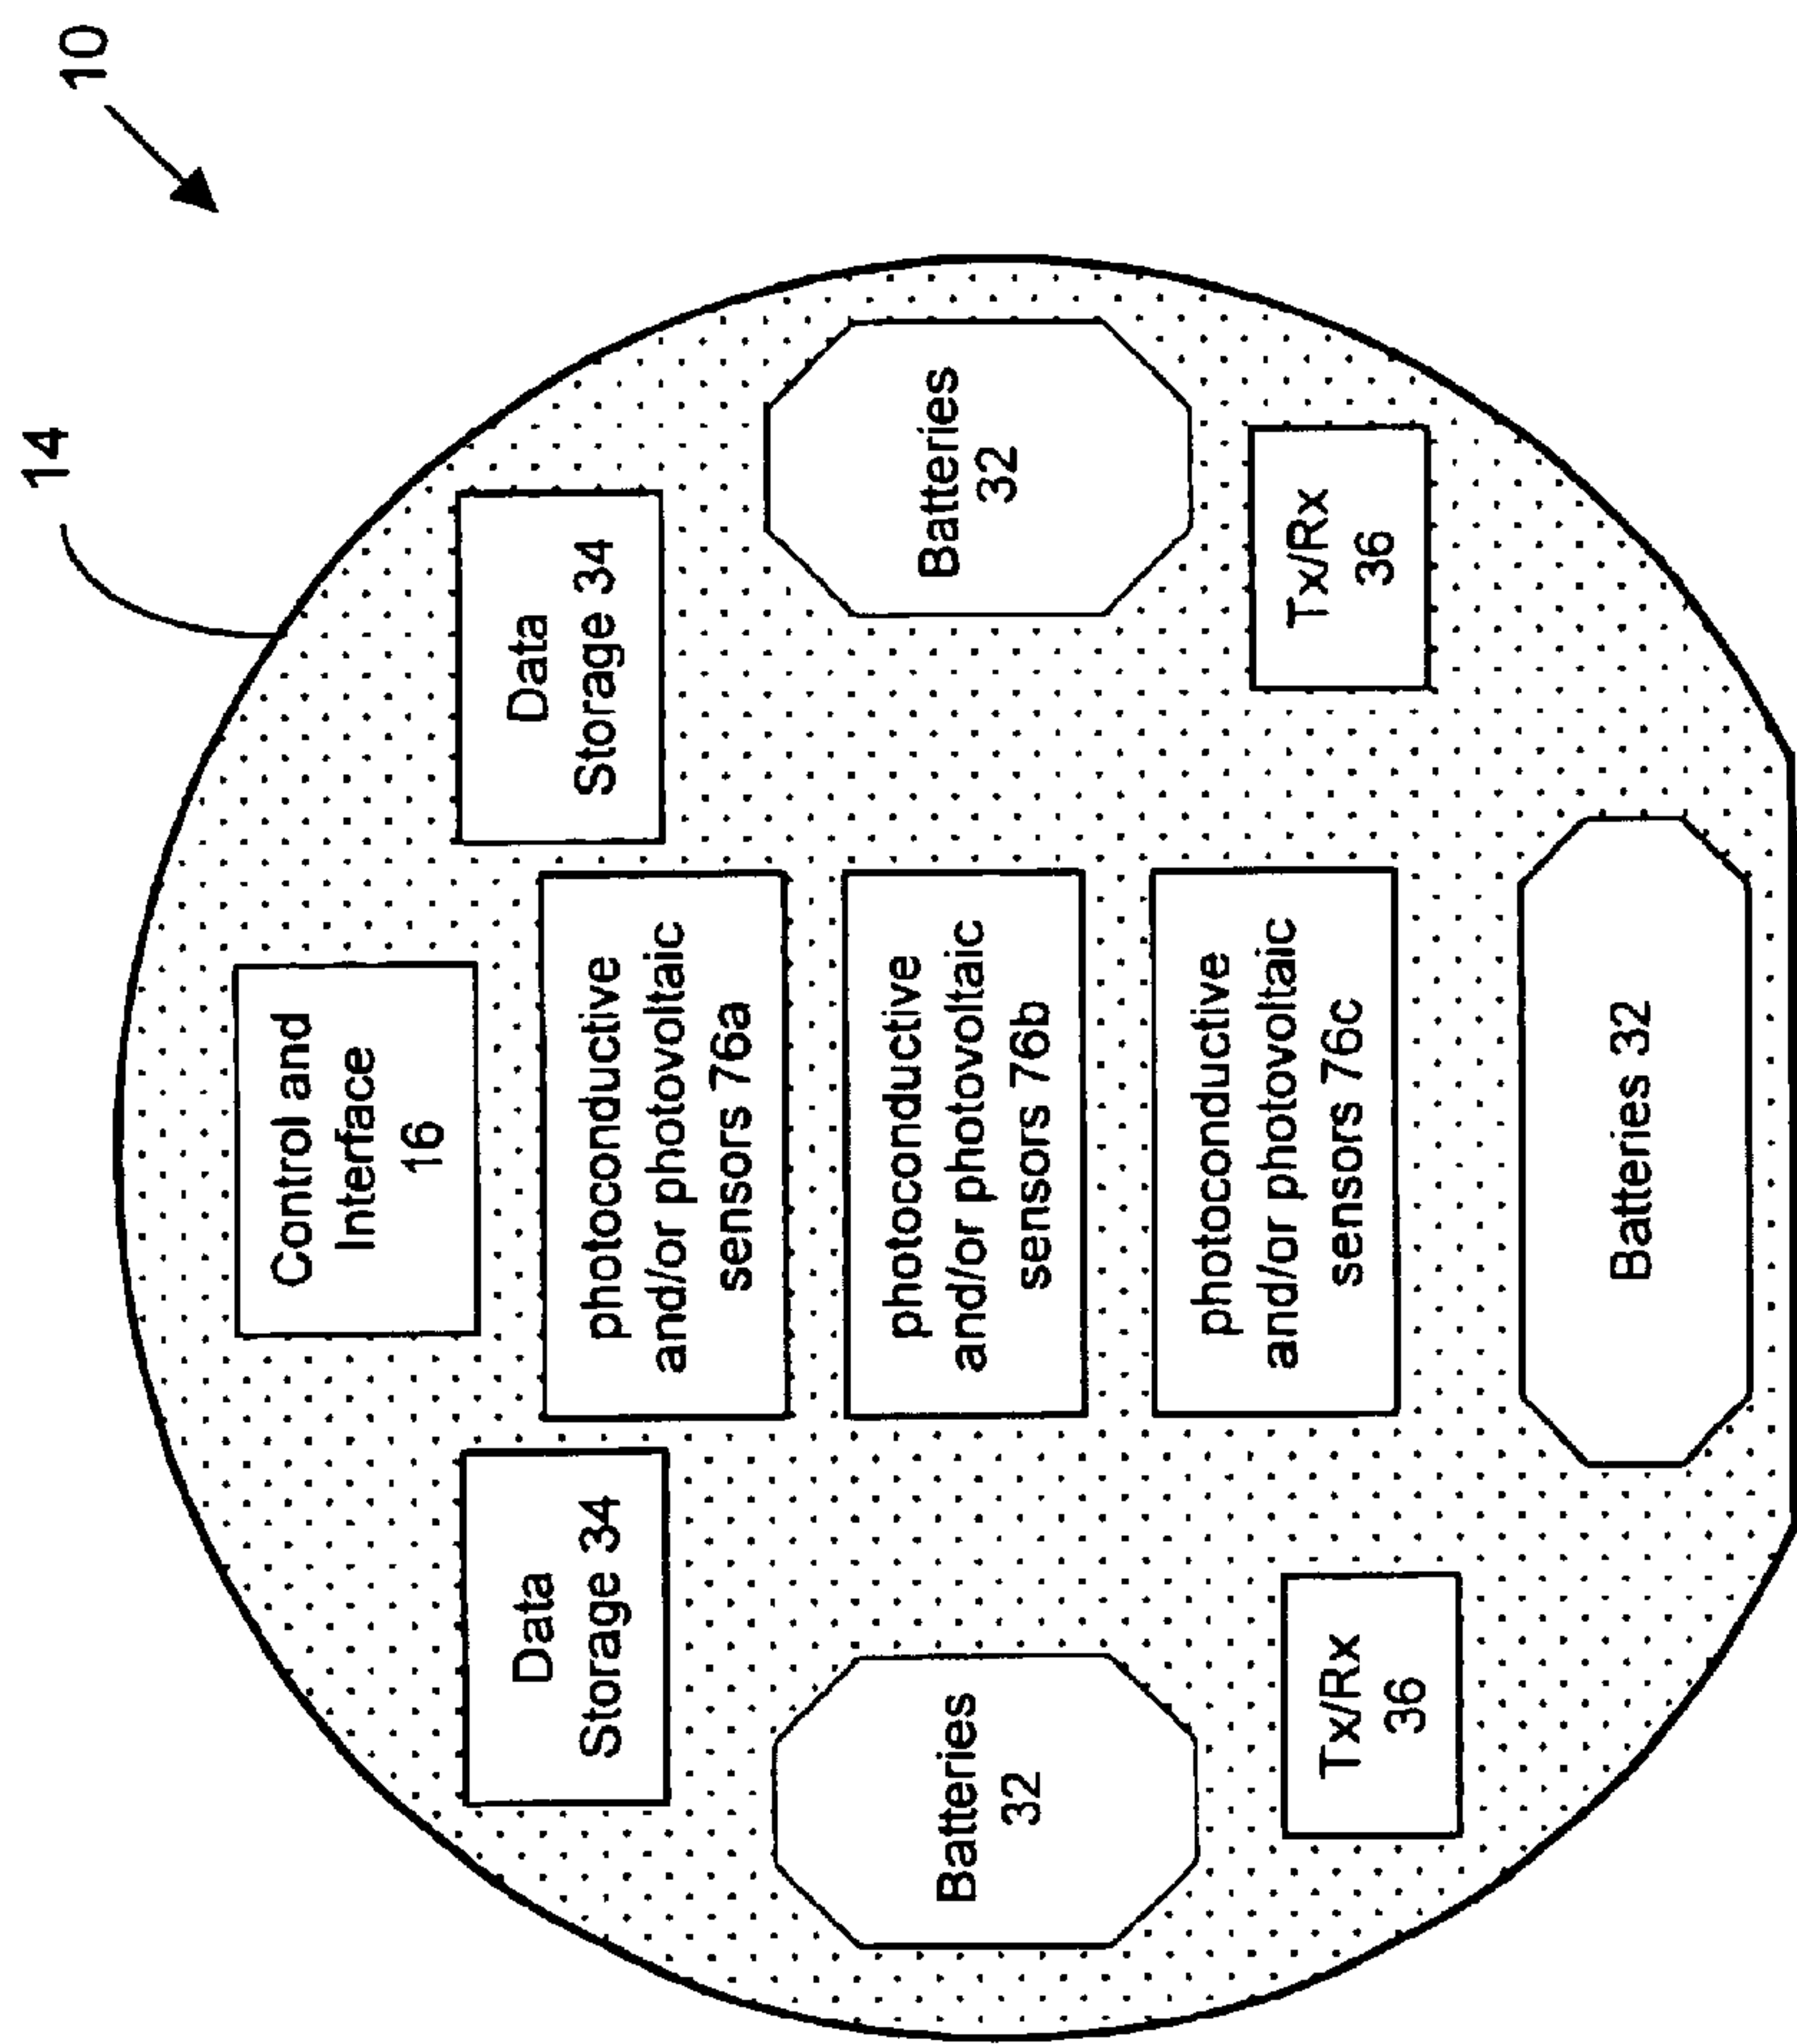 10
14
Control and
Interface
16
Data
Storage 34
Data
Storage 34
photoconductive
and/or photovoltaic
sensors 76a
photoconductive
and/or photovoltaic
sensors 76b
photoconductive
and/or photovoltaic
sensors 76c
Batteries
32
Batteries
32
Tx/Rx
36
Tx/Rx
36
Batteries 32